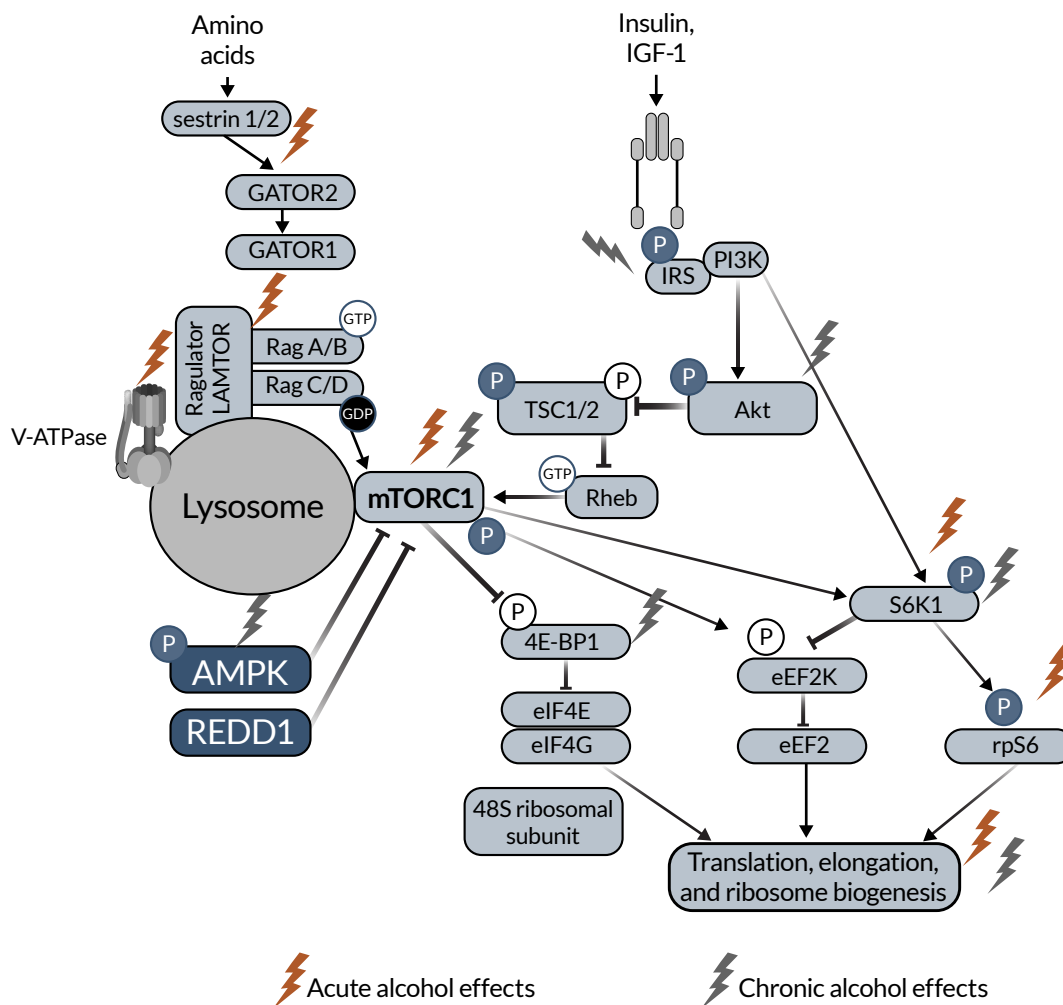 Amino
acids
Insulin,
IGF-1
sestrin 1/2
GATOR2
GATOR1
P
IRS
PI3K
Ragulator
LAMTOR
GTP
Rag A/B
Rag C/D
GDP
V-ATPase
P
TSC1/2
P
P
Akt
Lysosome
mTORC1
P
GTP
Rheb
P
S6K1
P
AMPK
REDD1
P
4E-BP1
eIF4E
eIF4G
48S ribosomal
subunit
P
eEF2K
eEF2
P
rpS6
Translation, elongation,
and ribosome biogenesis
Acute alcohol effects
Chronic alcohol effects